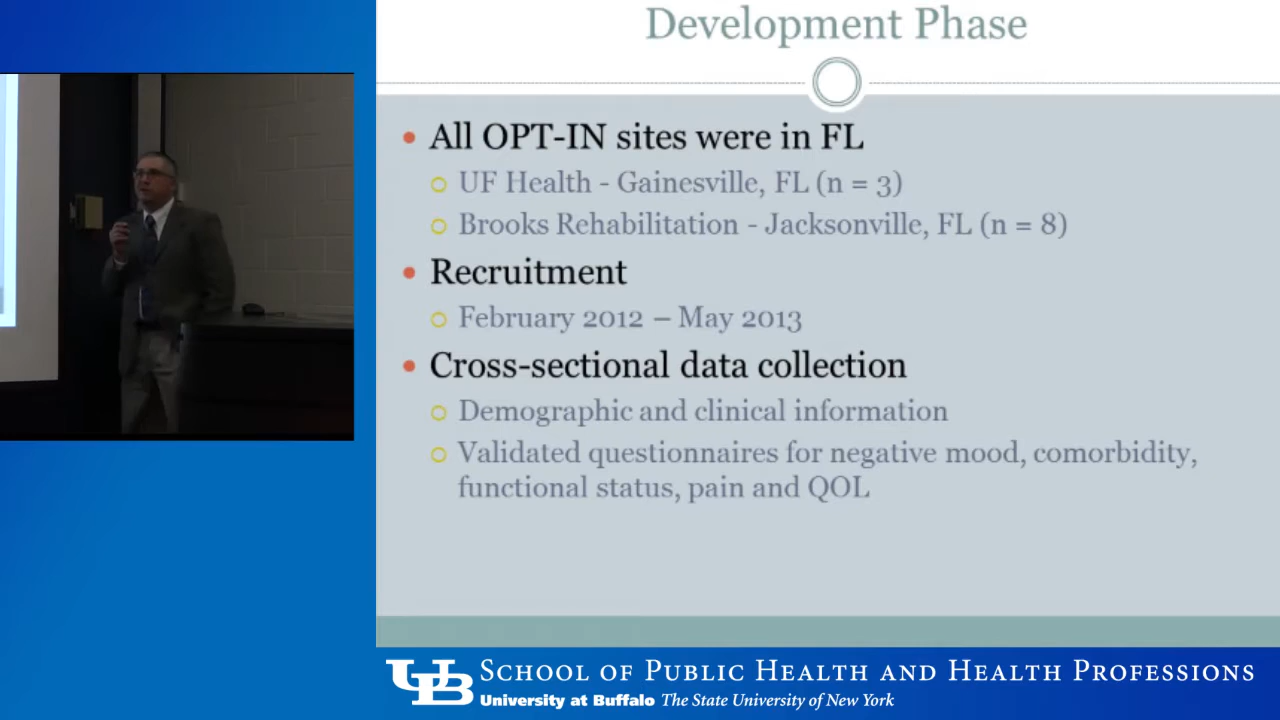 Development Phase
All OPT-IN sites were in FL
UF Health - Gainesville, FL (n = 3)
Brooks Rehabilitation - Jacksonville, FL (n = 8)
Recruitment
February 2012 – May 2013
Cross-sectional data collection
Demographic and clinical information
Validated questionnaires for negative mood, comorbidity,
functional status, pain and QOL
UB SCHOOL OF PUBLIC HEALTH AND HEALTH PROFESSIONS
University at Buffalo The State University of New York